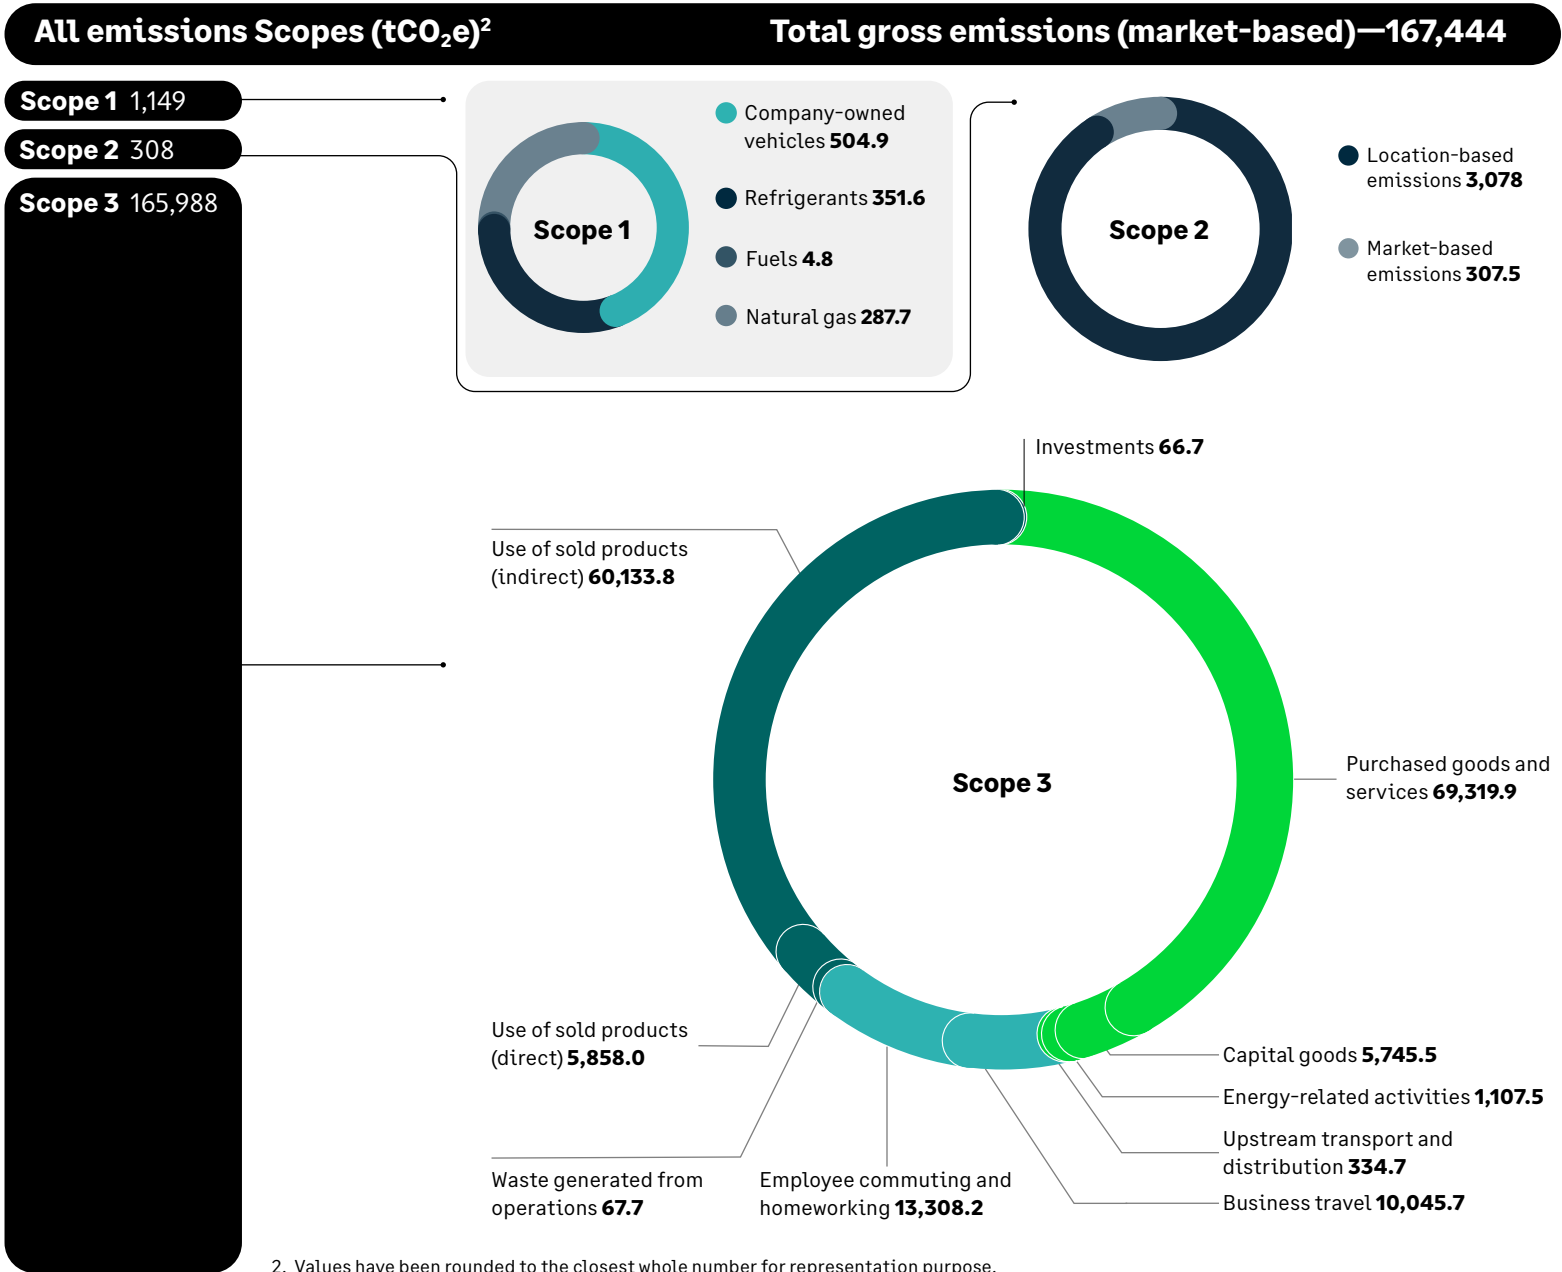 All emissions Scopes (tCO₂e)²
Total gross emissions (market-based)—167,444
Scope 1 1,149
Scope 2 308
Scope 3 165,988
Scope 1
Company-owned
vehicles 504.9
Refrigerants 351.6
Fuels 4.8
Natural gas 287.7
Scope 2
Location-based
emissions 3,078
Market-based
emissions 307.5
Investments 66.7
Use of sold products
(indirect) 60,133.8
Scope 3
Purchased goods and
services 69,319.9
Use of sold products
(direct) 5,858.0
Capital goods 5,745.5
Energy-related activities 1,107.5
Upstream transport and
distribution 334.7
Business travel 10,045.7
Waste generated from
operations 67.7
Employee commuting and
homeworking 13,308.2
2. Values have been rounded to the closest whole number for representation purpose.